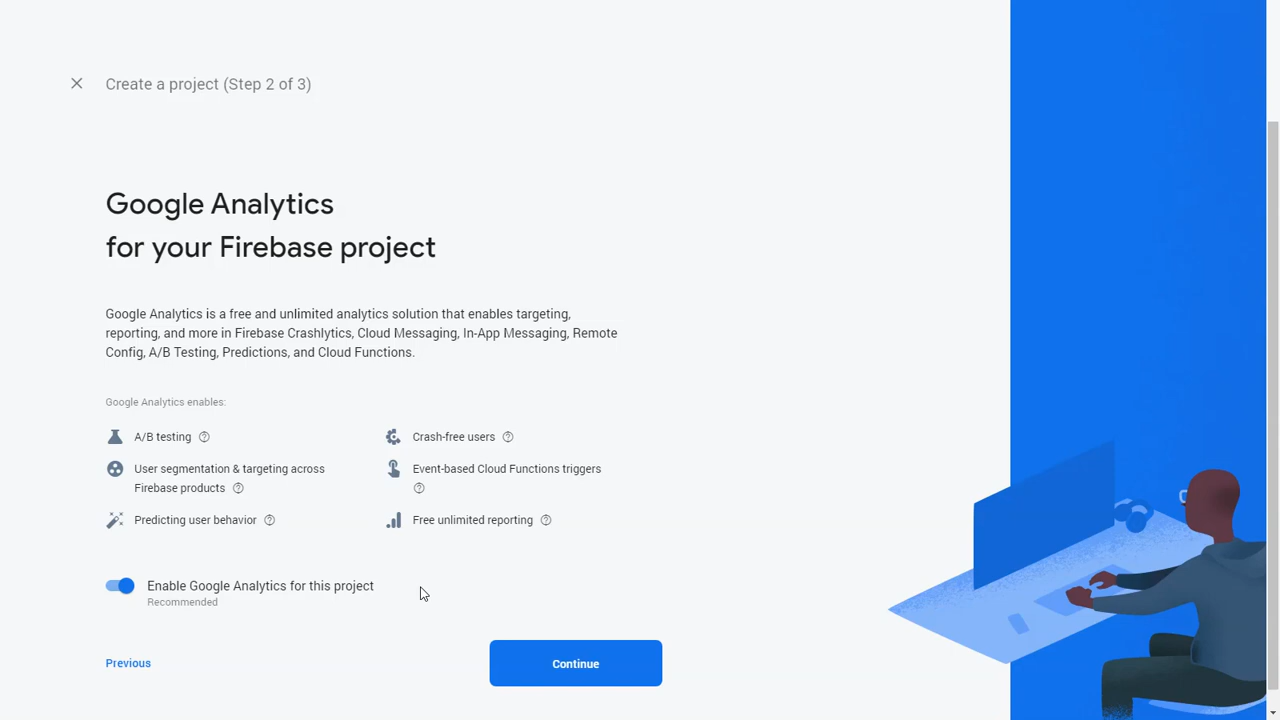 Create a project (Step 2 of 3)
Google Analytics
for your Firebase project
Google Analytics is a free and unlimited analytics solution that enables targeting,
reporting, and more in Firebase Crashlytics, Cloud Messaging, In-App Messaging, Remote
Config, A/B Testing, Predictions, and Cloud Functions.
Google Analytics enables:
A/B testing
Crash-free users
User segmentation & targeting across
Firebase products
Event-based Cloud Functions triggers
Predicting user behavior
Free unlimited reporting
Enable Google Analytics for this project
Recommended
Previous
Continue